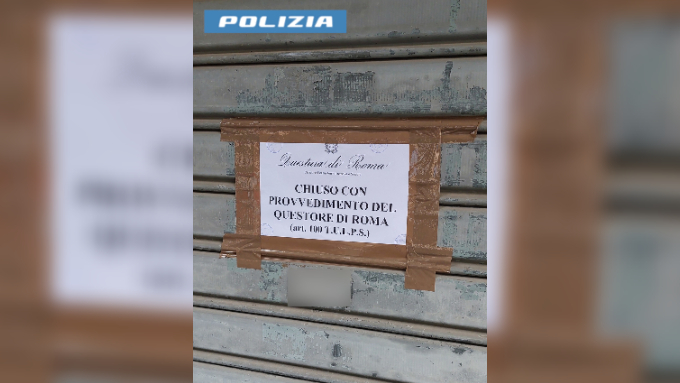 POLIZIA
Questura di Roma
CHIUSO CON
PROVVEDIMENTO DEL
QUESTORE DI ROMA
(art. 100 T.U.L.P.S.)